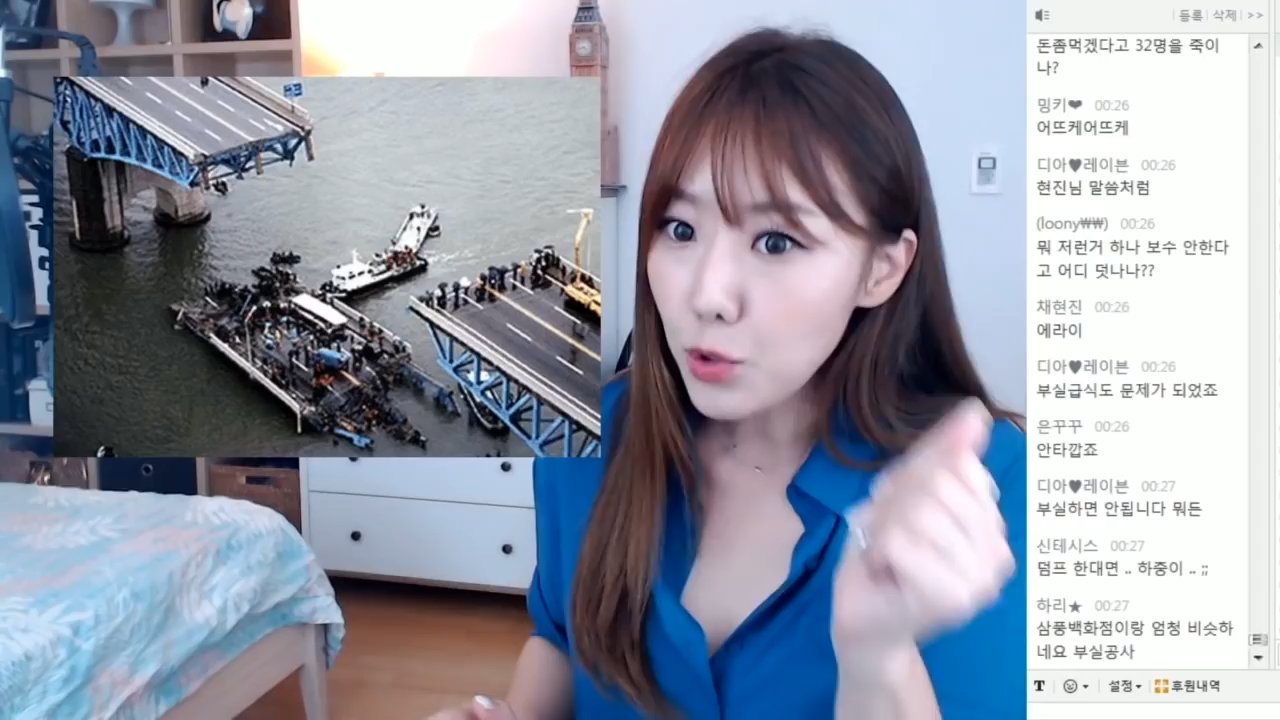 등록 삭제 >>
돈좀먹겠다고 32명을 죽이
나?
밍키❤ 00:26
어뜨케어뜨케
디아♥레이븐 00:26
현진님 말씀처럼
(loony₩₩) 00:26
뭐 저런거 하나 보수 안한다
고 어디 덧나나??
채현진 00:26
에라이
디아♥레이븐 00:26
부실급식도 문제가 되었죠
은꾸꾸 00:26
안타깝죠
디아♥레이븐 00:27
부실하면 안됩니다 뭐든
신테시스 00:27
덤프 한대면 .. 하중이 .. ;;
하리★ 00:27
삼풍백화점이랑 엄청 비슷하
네요 부실공사
T 설정 후원내역